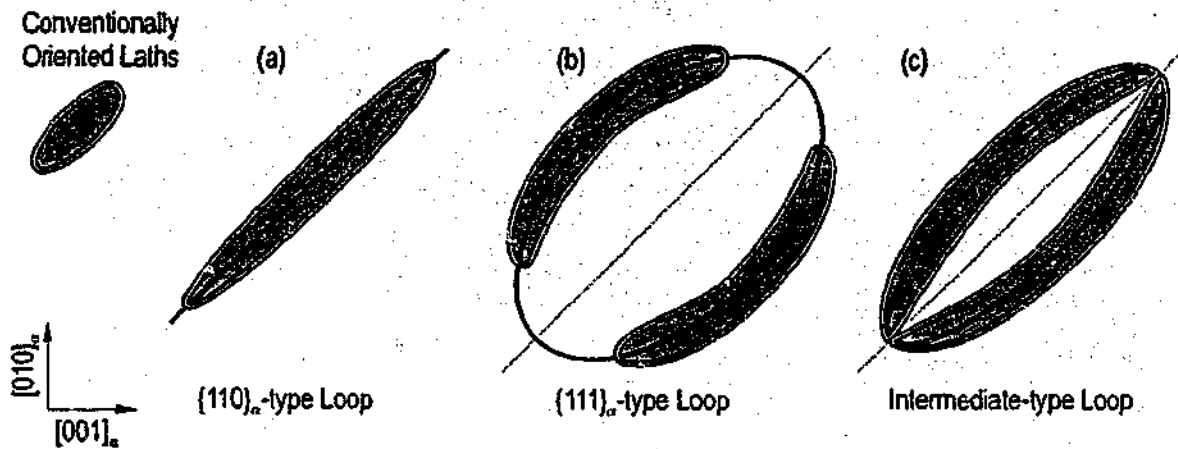 Conventionally
Oriented Laths
(a)
(b)
(c)
[010]α
[001]α
{110}α-type Loop
{111}α-type Loop
Intermediate-type Loop